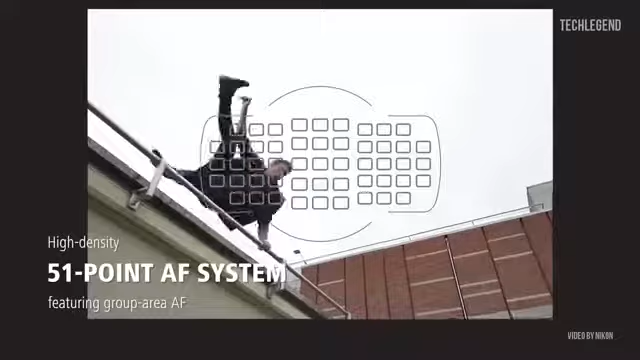 TECHLEGEND
High-density
51-POINT AF SYSTEM
featuring group-area AF
VIDEO BY NIKON